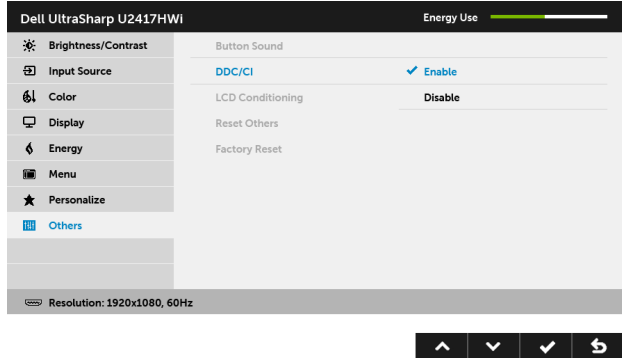 Dell UltraSharp U2417HWi Energy Use
Brightness/Contrast Button Sound
Input Source DDC/CI Enable
Color LCD Conditioning Disable
Display Reset Others
Energy Factory Reset
Menu
Personalize
Others
Resolution: 1920x1080, 60Hz